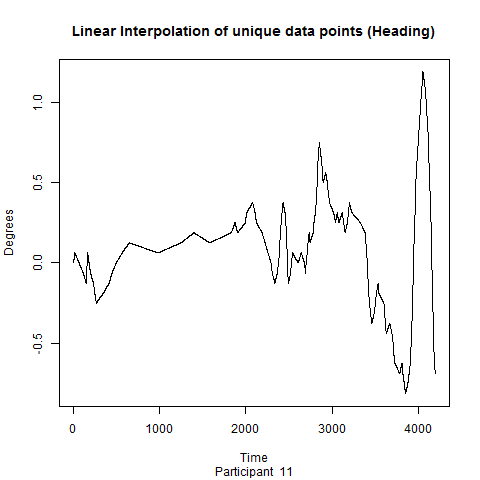 Linear Interpolation of unique data points (Heading)
Degrees
1.0
0.5
0.0
-0.5
0 1000 2000 3000 4000
Time
Participant 11